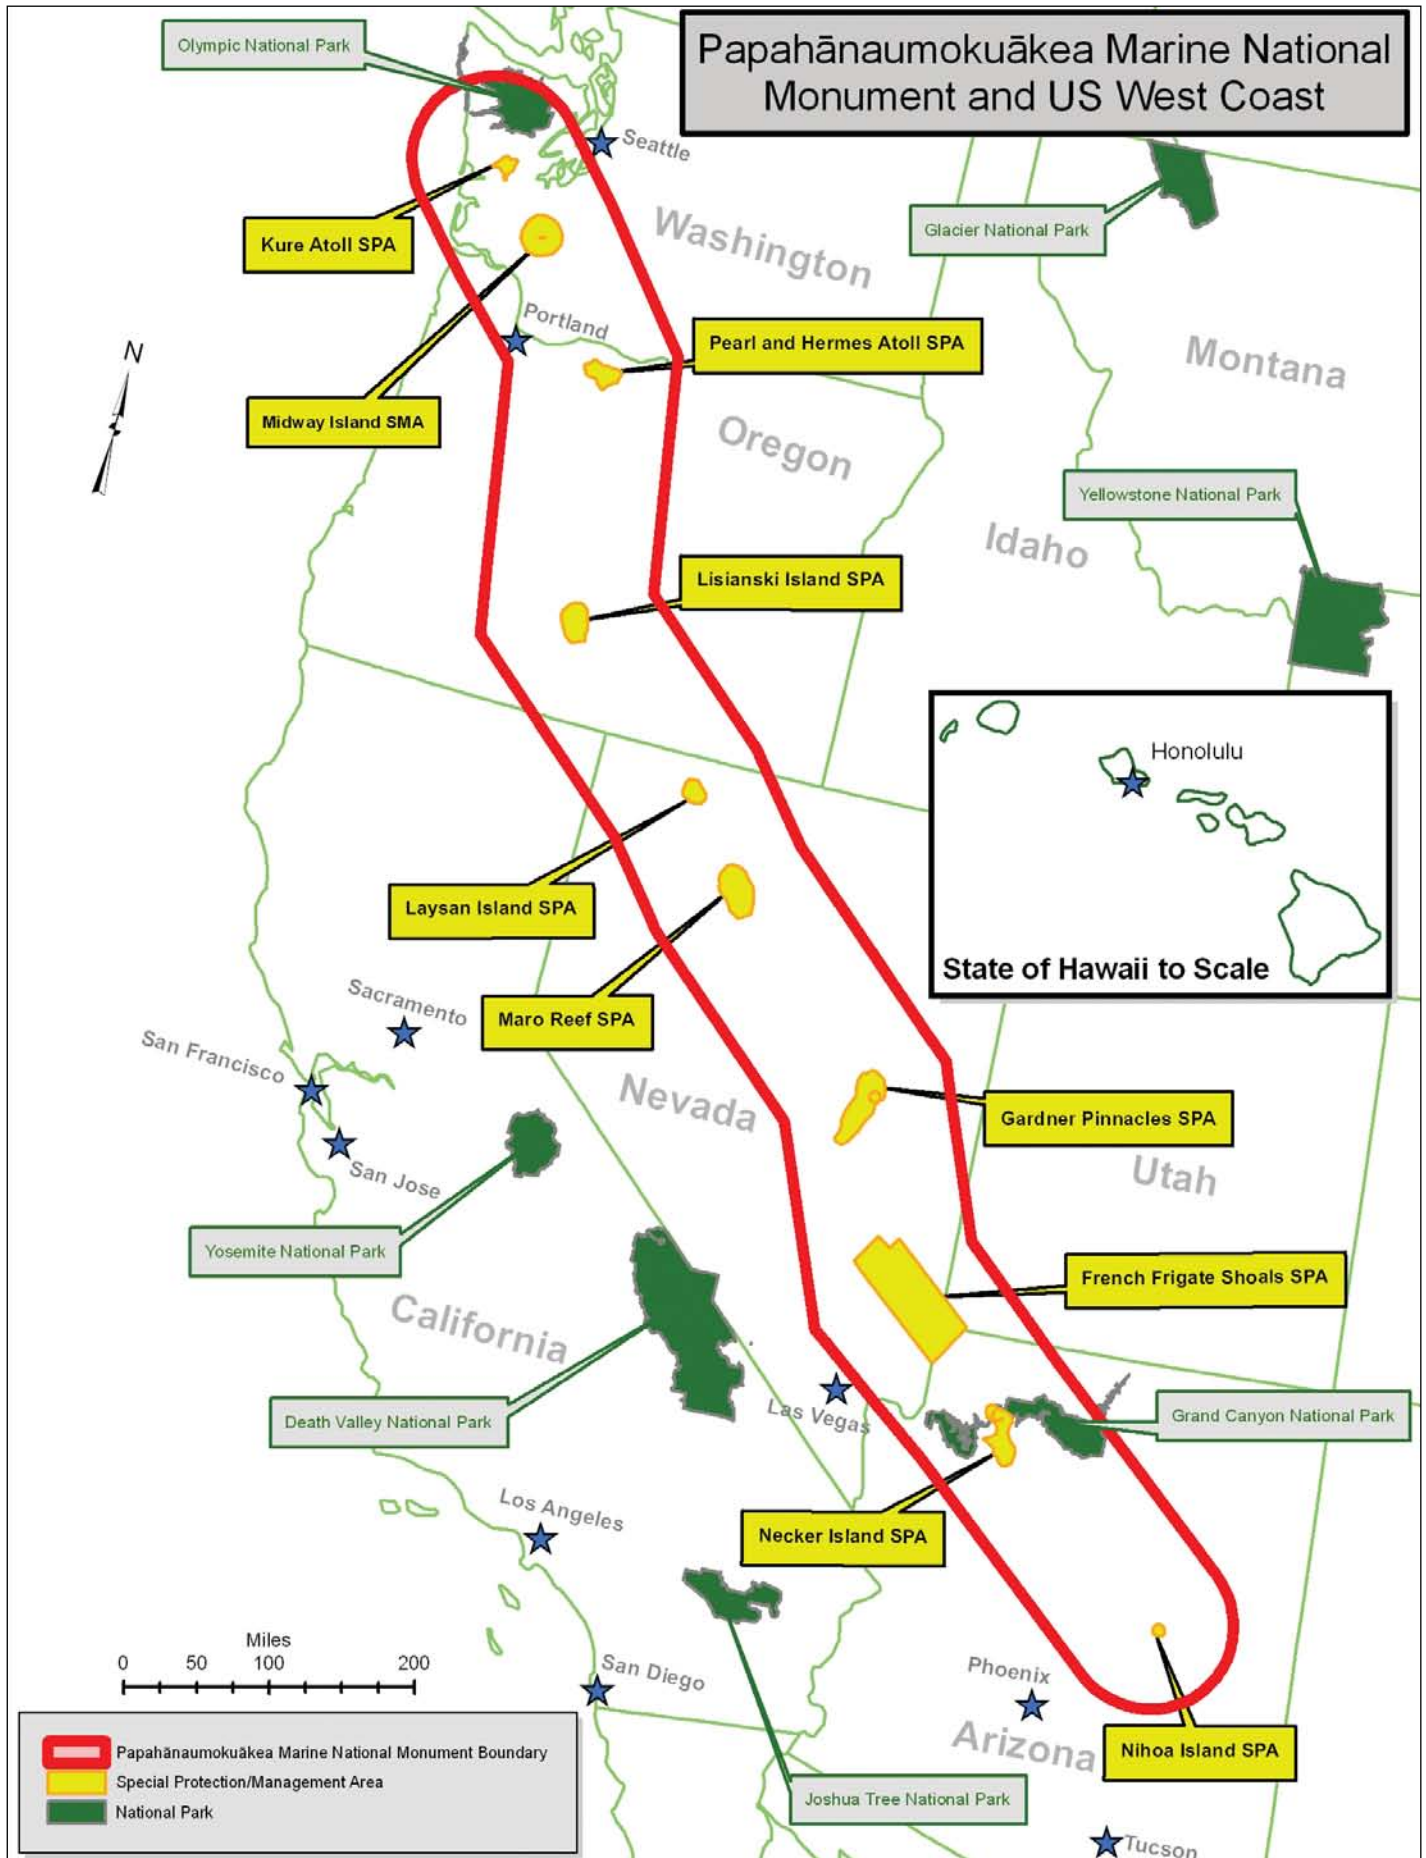 Papahānaumokuākea Marine National
Monument and US West Coast
Olympic National Park
Seattle
Glacier National Park
Kure Atoll SPA
Washington
Portland
Pearl and Hermes Atoll SPA
N
Montana
Midway Island SMA
Oregon
Yellowstone National Park
Idaho
Lisianski Island SPA
Honolulu
Laysan Island SPA
State of Hawaii to Scale
Sacramento
Maro Reef SPA
San Francisco
Nevada
Gardner Pinnacles SPA
San Jose
Utah
Yosemite National Park
French Frigate Shoals SPA
California
Death Valley National Park
Las Vegas
Grand Canyon National Park
Los Angeles
Necker Island SPA
Miles
0 50 100 200
San Diego
Phoenix
Arizona
Nihoa Island SPA
Papahānaumokuākea Marine National Monument Boundary
Special Protection/Management Area
National Park
Joshua Tree National Park
Tucson